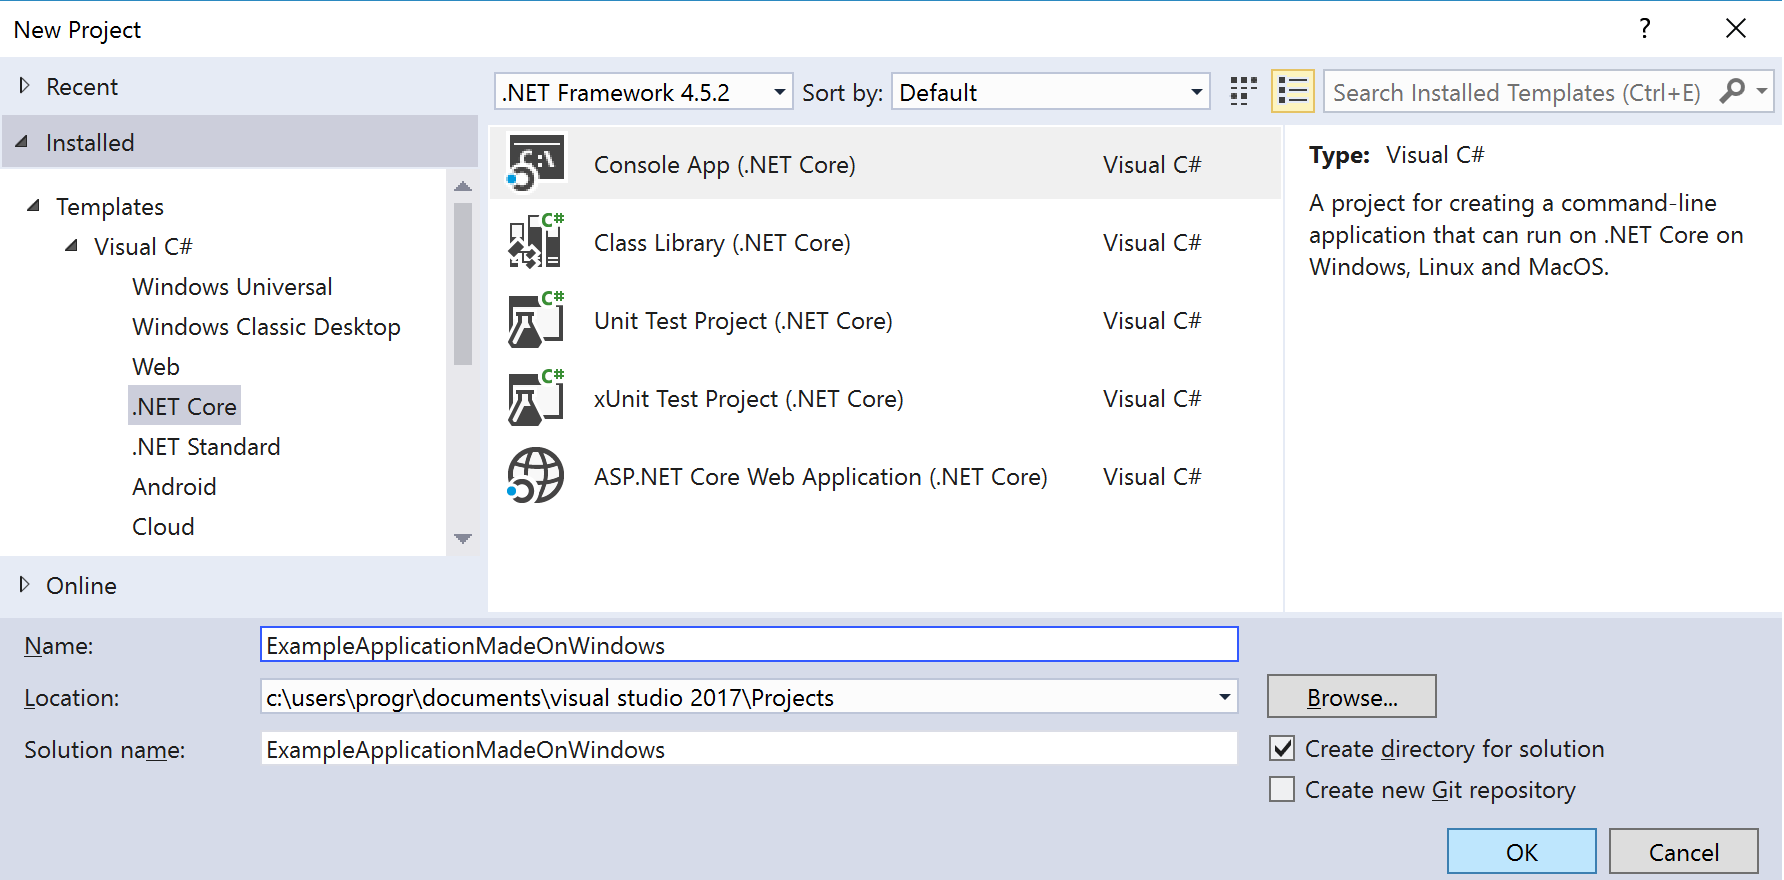 New Project
?
Recent
.NET Framework 4.5.2
Sort by:
Default
Search Installed Templates (Ctrl+E)
Installed
Templates
Visual C#
Windows Universal
Windows Classic Desktop
Web
.NET Core
.NET Standard
Android
Cloud
Online
C:\
Console App (.NET Core)
Visual C#
C#
Class Library (.NET Core)
Visual C#
C#
Unit Test Project (.NET Core)
Visual C#
C#
xUnit Test Project (.NET Core)
Visual C#
ASP.NET Core Web Application (.NET Core)
Visual C#
Type: Visual C#
A project for creating a command-line
application that can run on .NET Core on
Windows, Linux and MacOS.
Name:
ExampleApplicationMadeOnWindows
Location:
c:\users\progr\documents\visual studio 2017\Projects
Browse...
Solution name:
ExampleApplicationMadeOnWindows
Create directory for solution
Create new Git repository
OK
Cancel